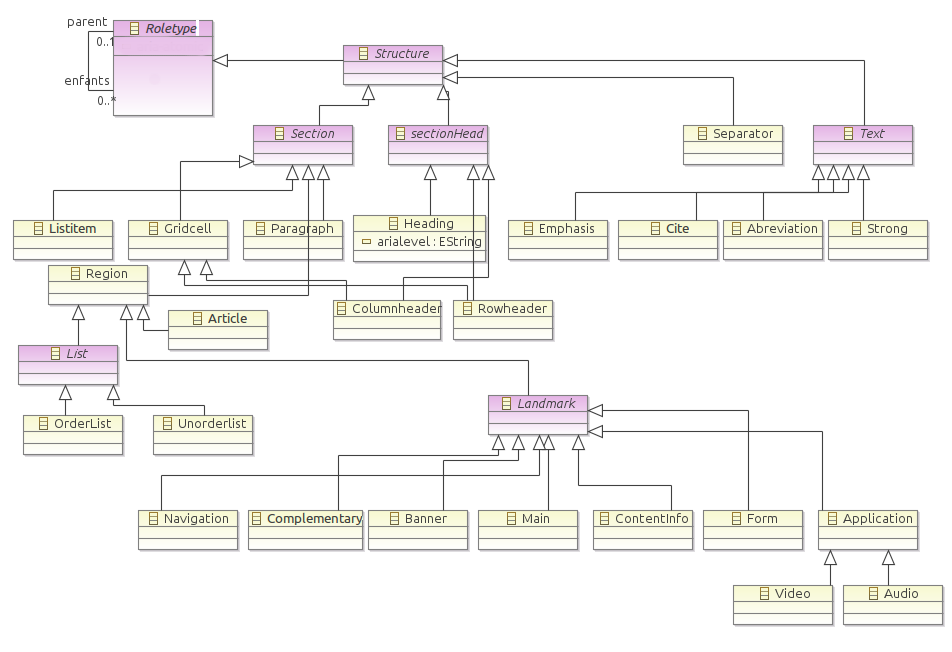 parent
Roletype
0..1
Structure
enfants
0..*
Section
sectionHead
Separator
Text
Listitem
Gridcell
Paragraph
Heading
arialevel : EString
Emphasis
Cite
Abreviation
Strong
Region
Article
Columnheader
Rowheader
List
OrderList
Unorderlist
Landmark
Navigation
Complementary
Banner
Main
ContentInfo
Form
Application
Video
Audio